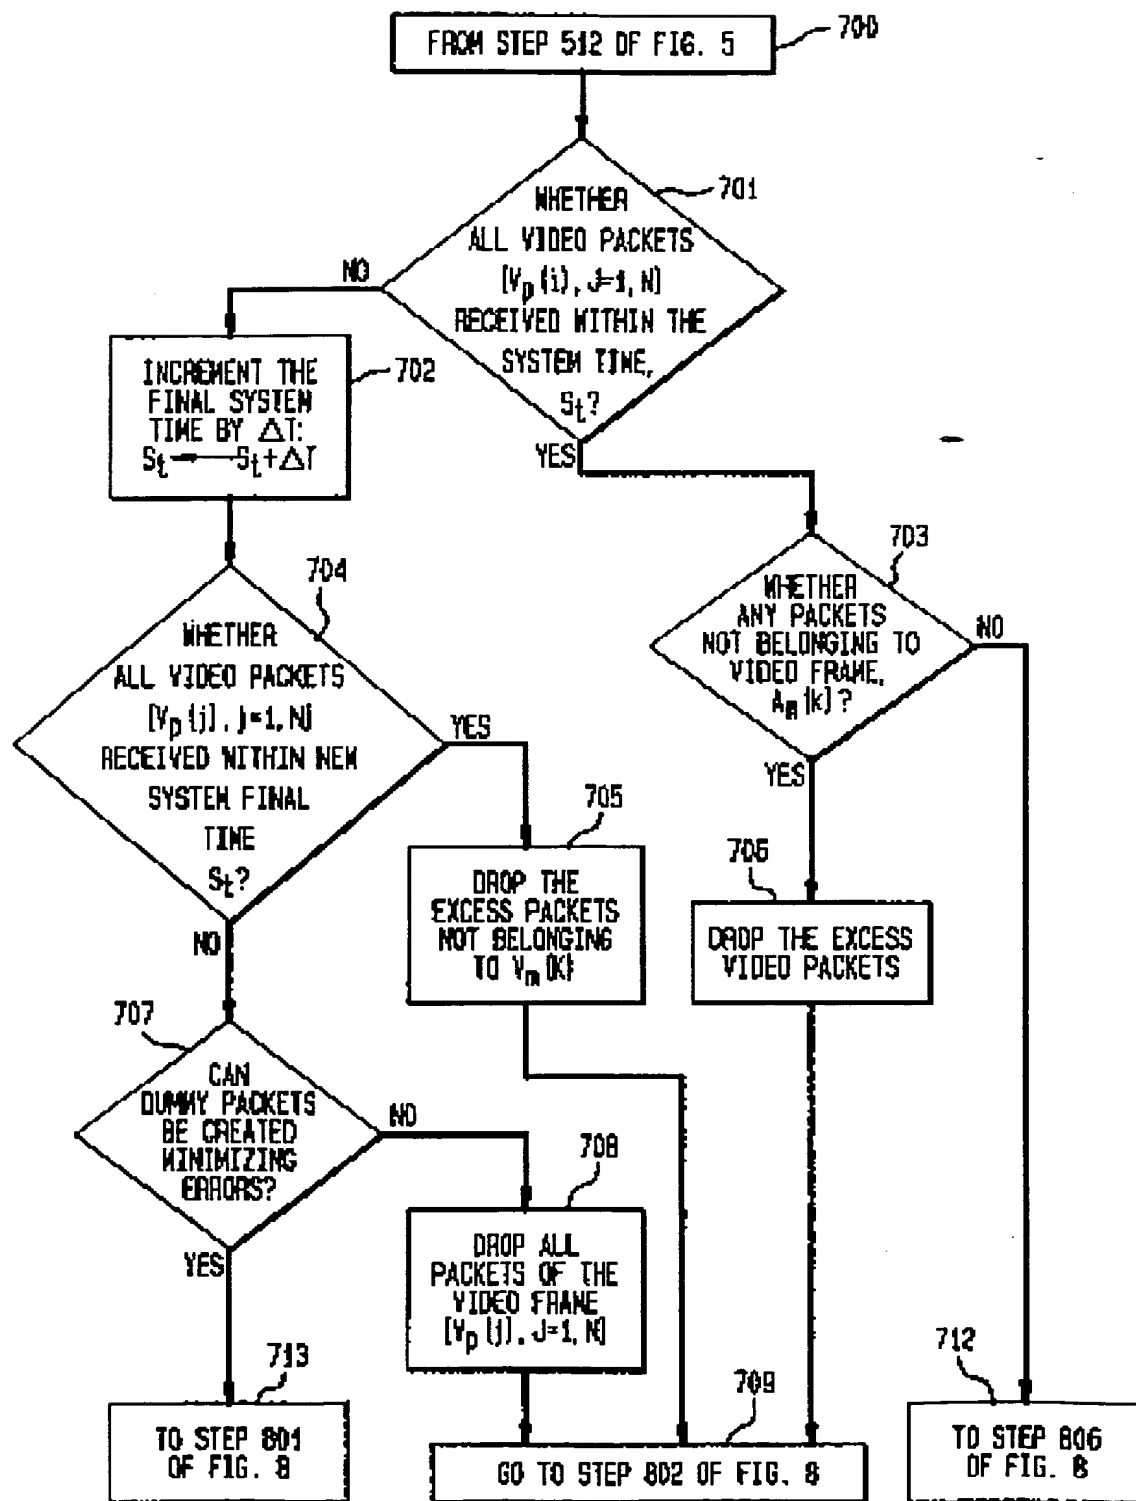 FROM STEP 512 OF FIG. 5
700
WHETHER
ALL VIDEO PACKETS
[Vp(i), J=1, N]
RECEIVED WITHIN THE
SYSTEM TIME,
St?
701
NO
YES
INCREMENT THE
FINAL SYSTEM
TIME BY ΔT:
St ← St+ΔT
702
WHETHER
ANY PACKETS
NOT BELONGING TO
VIDEO FRAME,
Am(k)?
703
NO
YES
WHETHER
ALL VIDEO PACKETS
[Vp(j), j=1, N]
RECEIVED WITHIN NEW
SYSTEM FINAL
TIME
St?
704
YES
NO
705
DROP THE
EXCESS PACKETS
NOT BELONGING
TO Vm(k)
706
DROP THE EXCESS
VIDEO PACKETS
707
CAN
DUMMY PACKETS
BE CREATED
MINIMIZING
ERRORS?
NO
YES
708
DROP ALL
PACKETS OF THE
VIDEO FRAME
[Vp(j), J=1, N]
713
TO STEP 801
OF FIG. 8
709
GO TO STEP 802 OF FIG. 8
712
TO STEP 806
OF FIG. 8